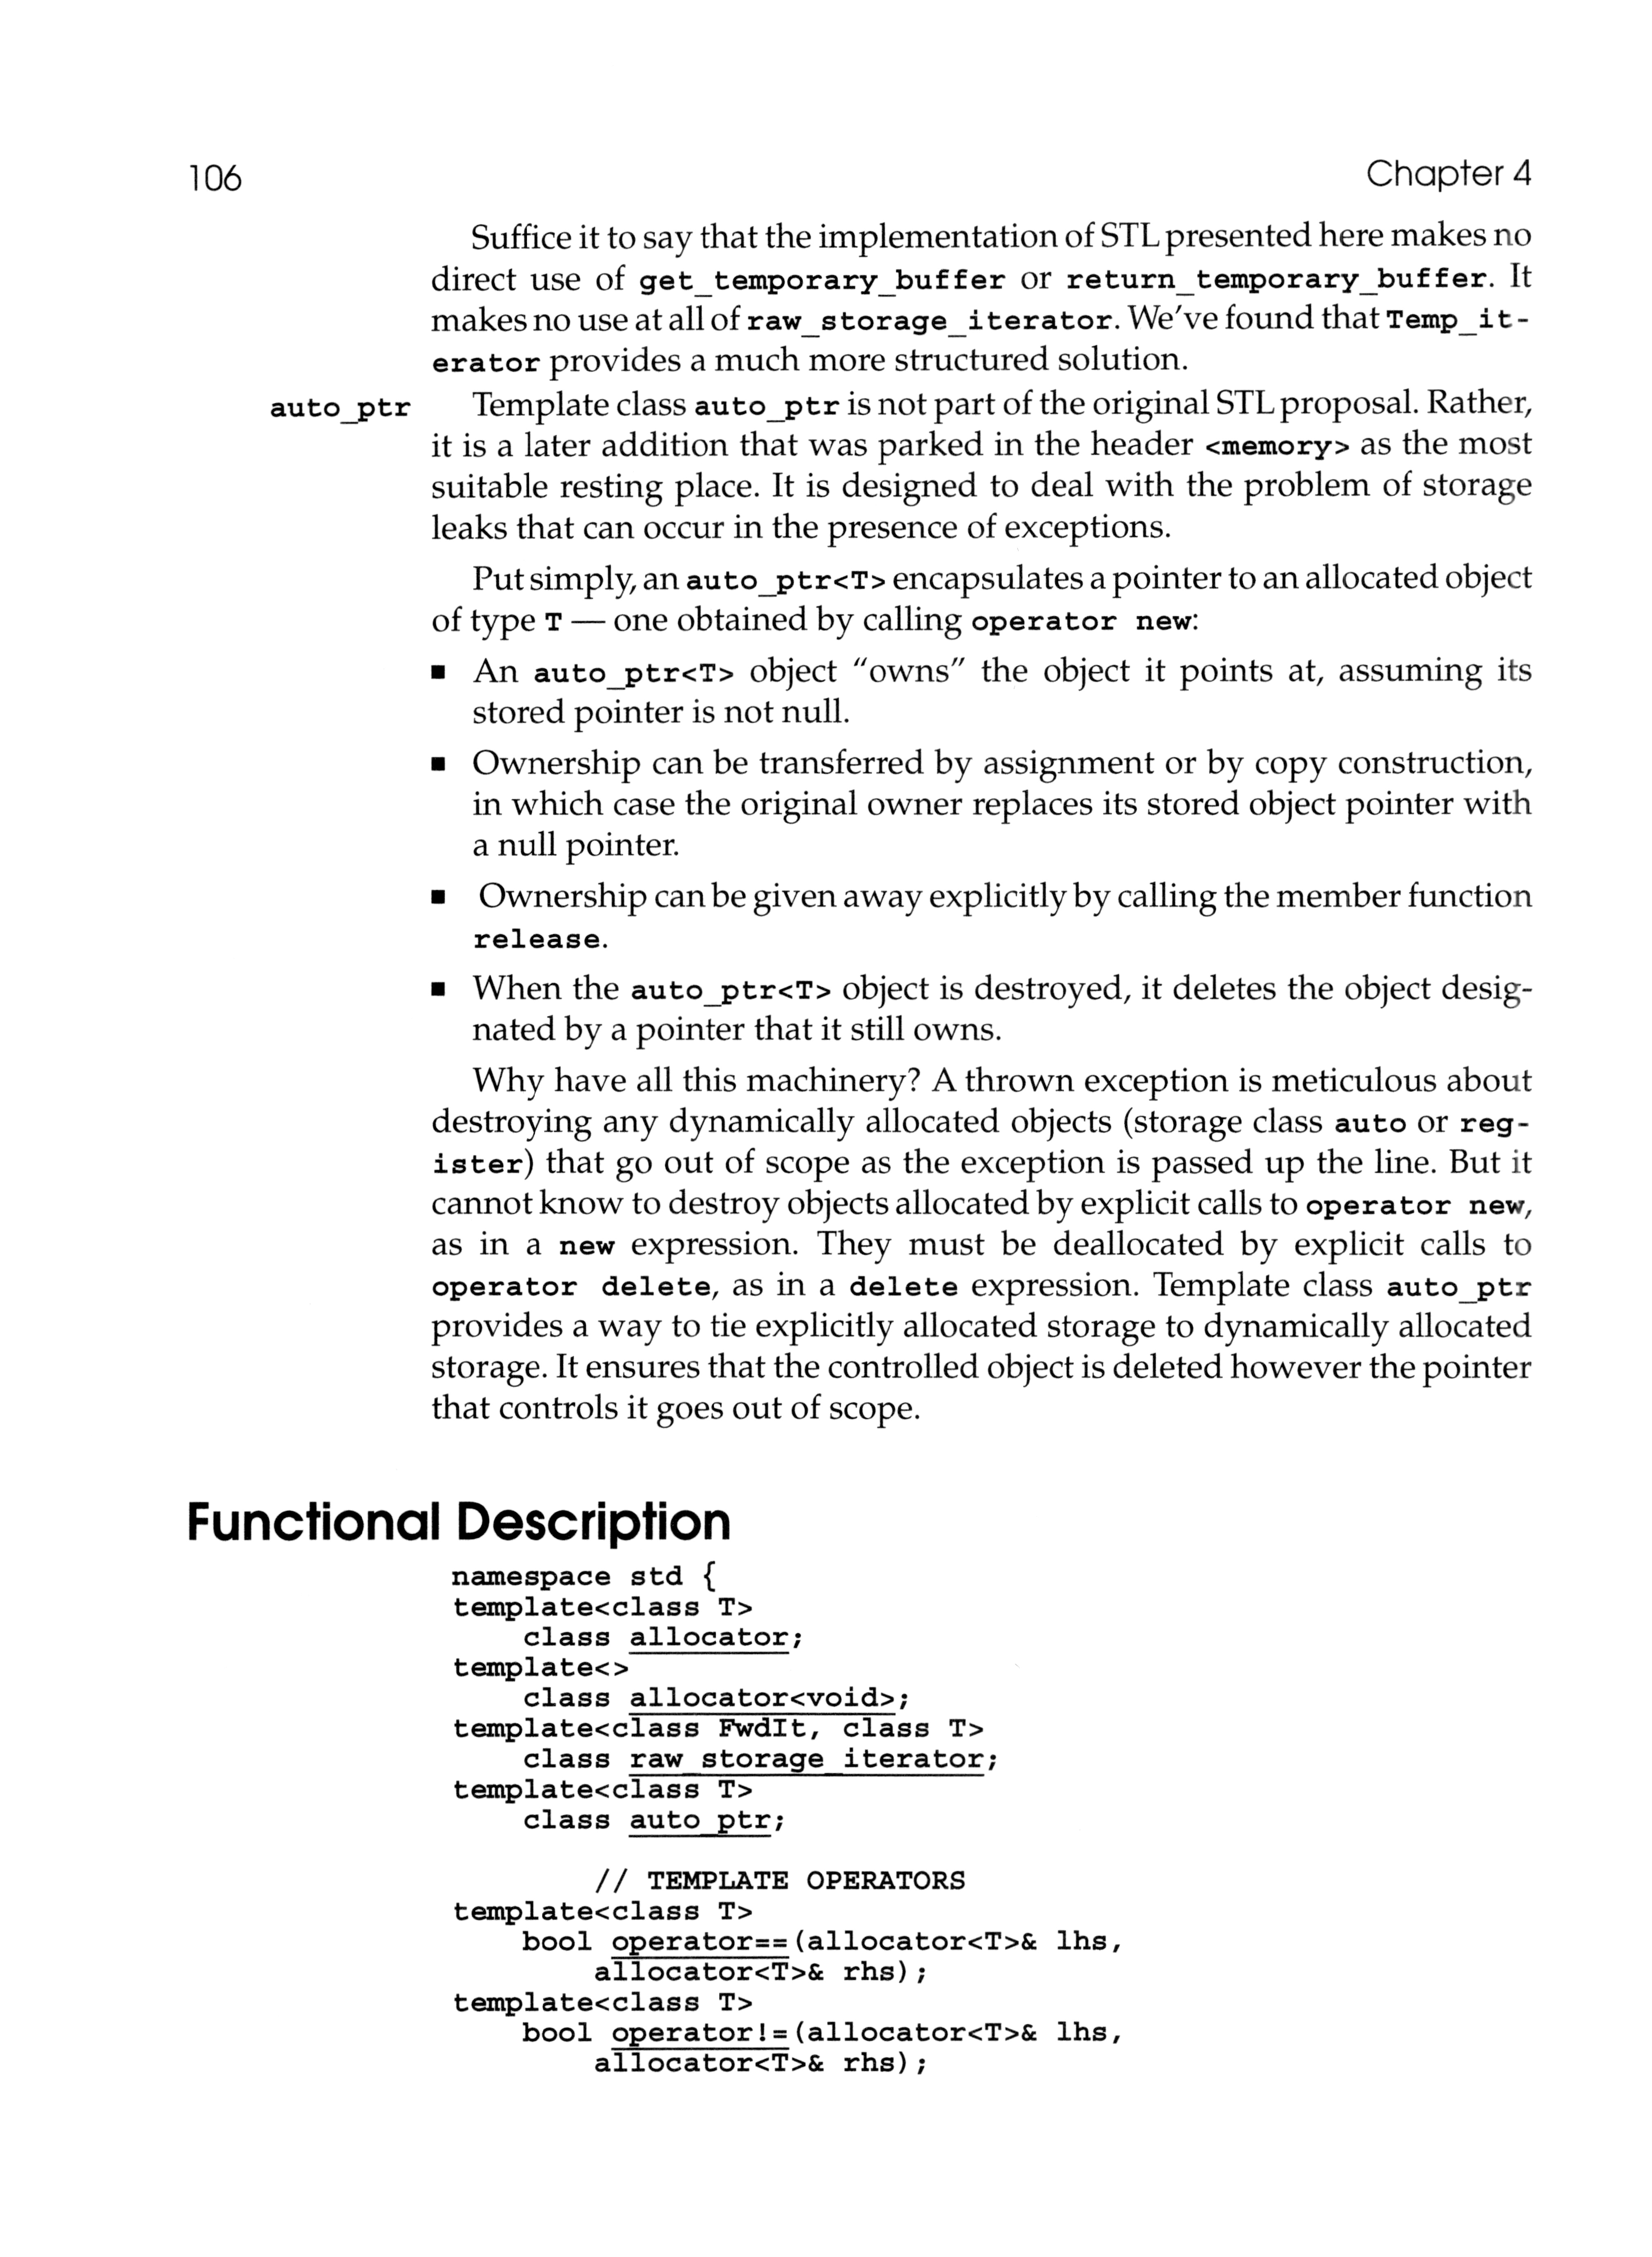 106
Chapter 4
Suffice it to say that the implementation of STL presented here makes no
direct use of get_temporary_buffer or return_temporary_buffer. It
makes no use at all of raw_storage_iterator. We've found that Temp_it-
erator provides a much more structured solution.
auto_ptr
Template class auto_ptr is not part of the original STL proposal. Rather,
it is a later addition that was parked in the header <memory> as the most
suitable resting place. It is designed to deal with the problem of storage
leaks that can occur in the presence of exceptions.
Put simply, an auto_ptr<T> encapsulates a pointer to an allocated object
of type T — one obtained by calling operator new:
■ An auto_ptr<T> object "owns" the object it points at, assuming its
stored pointer is not null.
■ Ownership can be transferred by assignment or by copy construction,
in which case the original owner replaces its stored object pointer with
a null pointer.
■ Ownership can be given away explicitly by calling the member function
release.
■ When the auto_ptr<T> object is destroyed, it deletes the object desig-
nated by a pointer that it still owns.
Why have all this machinery? A thrown exception is meticulous about
destroying any dynamically allocated objects (storage class auto or reg-
ister) that go out of scope as the exception is passed up the line. But it
cannot know to destroy objects allocated by explicit calls to operator new,
as in a new expression. They must be deallocated by explicit calls to
operator delete, as in a delete expression. Template class auto_ptr
provides a way to tie explicitly allocated storage to dynamically allocated
storage. It ensures that the controlled object is deleted however the pointer
that controls it goes out of scope.
Functional Description
namespace std {
template<class T>
    class allocator;
template<>
    class allocator<void>;
template<class FwdIt, class T>
    class raw_storage_iterator;
template<class T>
    class auto_ptr;
        // TEMPLATE OPERATORS
template<class T>
    bool operator==(allocator<T>& lhs,
        allocator<T>& rhs);
template<class T>
    bool operator!=(allocator<T>& lhs,
        allocator<T>& rhs);